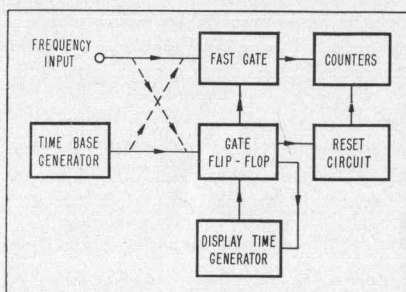 FREQUENCY
INPUT
FAST GATE
COUNTERS
TIME BASE
GENERATOR
GATE
FLIP-FLOP
RESET
CIRCUIT
DISPLAY TIME
GENERATOR